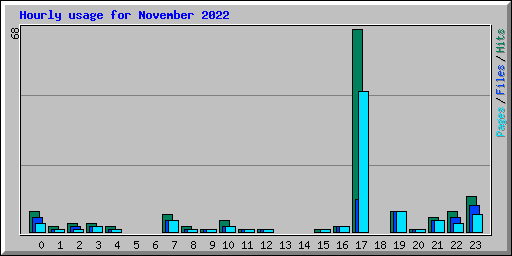 Hourly usage for November 2022
68
Pages/Files/Hits
0 1 2 3 4 5 6 7 8 9 10 11 12 13 14 15 16 17 18 19 20 21 22 23